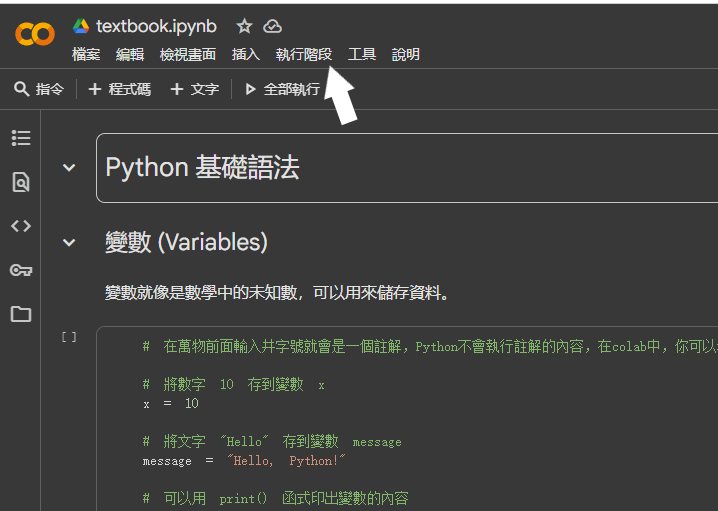 textbook.ipynb
檔案 編輯 檢視畫面 插入 執行階段 工具 說明
指令 + 程式碼 + 文字 全部執行
Python 基礎語法
變數 (Variables)
變數就像是數學中的未知數，可以用來儲存資料。
[ ]
# 在萬物前面輸入井字號就會是一個註解，Python不會執行註解的內容，在colab中，你可以
# 將數字 10 存到變數 x
x = 10
# 將文字 "Hello" 存到變數 message
message = "Hello, Python!"
# 可以用 print() 函式印出變數的內容